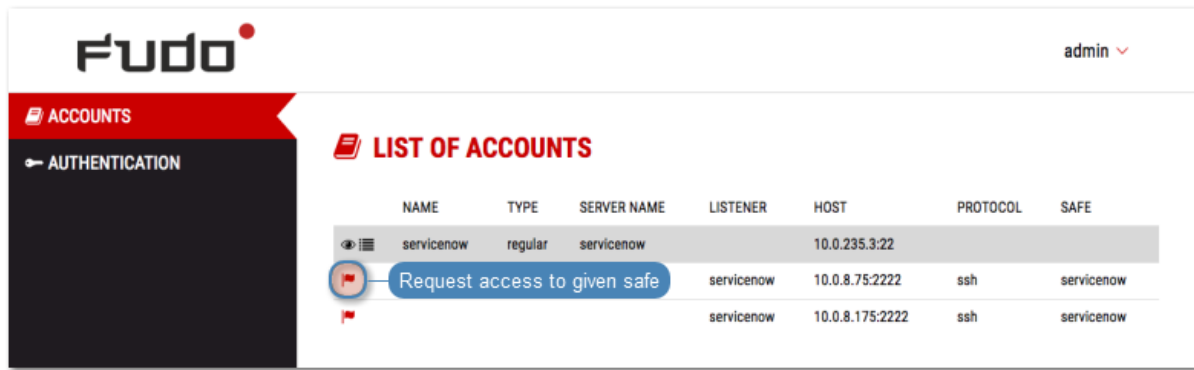 Fudo
admin
ACCOUNTS
AUTHENTICATION
LIST OF ACCOUNTS
NAME TYPE SERVER NAME LISTENER HOST PROTOCOL SAFE
servicenow regular servicenow 10.0.235.3:22
Request access to given safe servicenow 10.0.8.75:2222 ssh servicenow
servicenow 10.0.8.175:2222 ssh servicenow